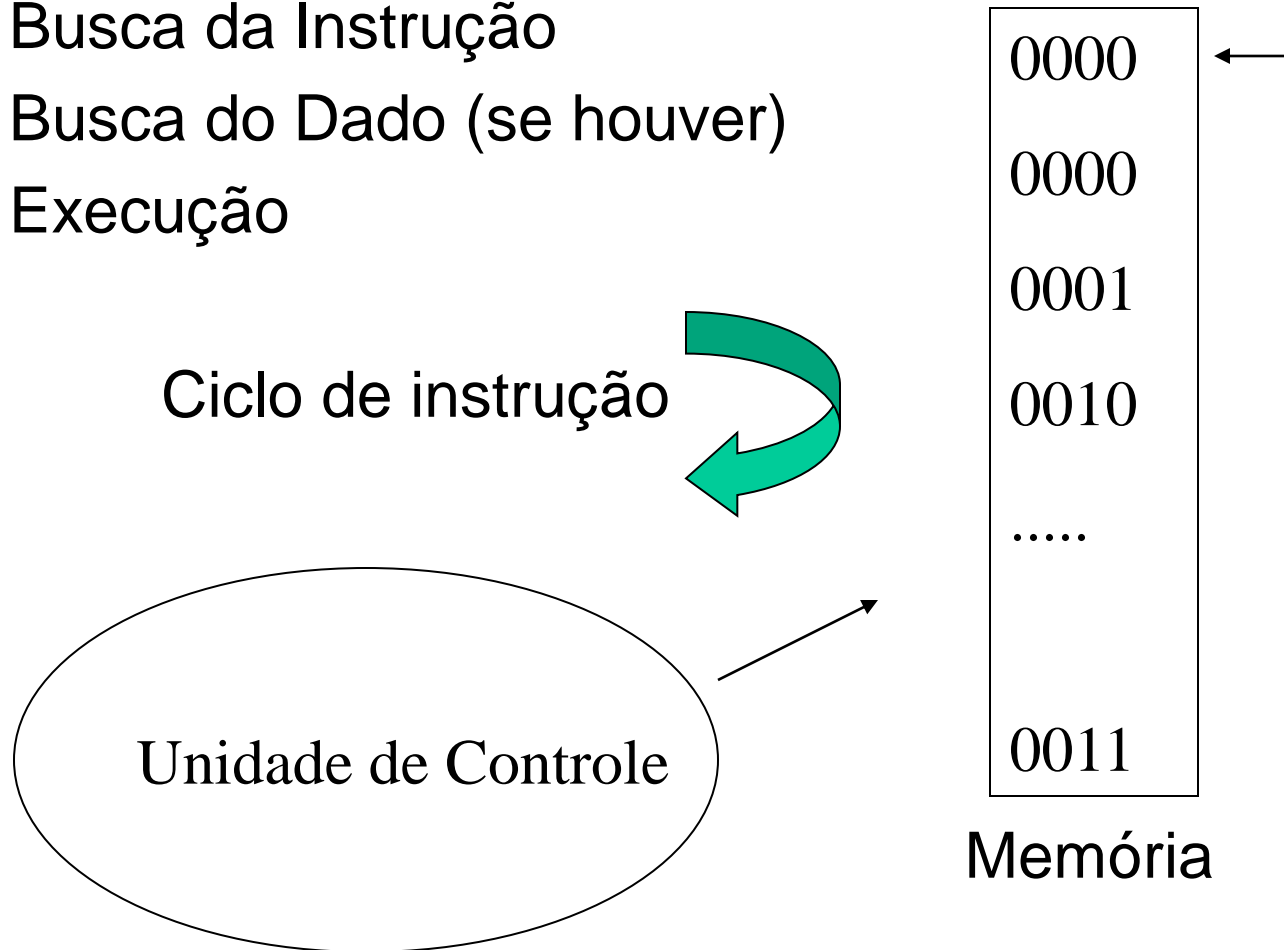 Busca da Instrução
Busca do Dado (se houver)
Execução
Ciclo de instrução
Unidade de Controle
0000
0000
0001
0010
.....
0011
Memória